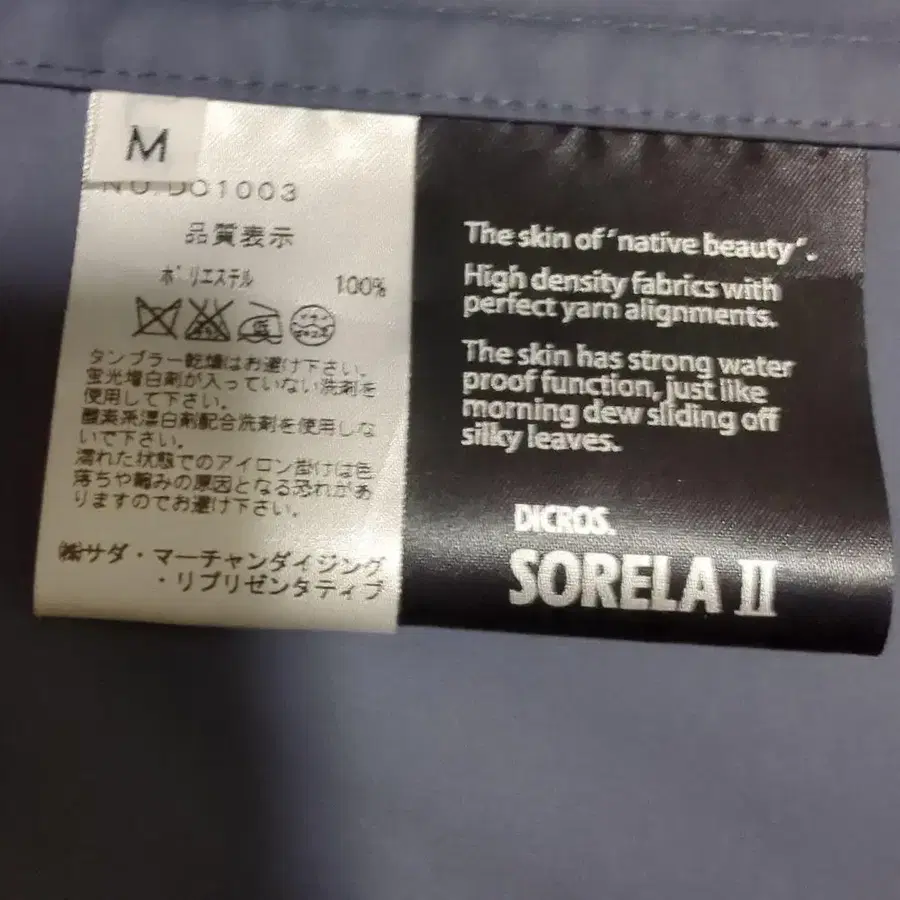 M
NO.DC1003
品質表示
ポリエステル 100%
タンブラー乾燥はお避け下さい。
蛍光増白剤が入っていない洗剤を
使用して下さい。
酸素系漂白剤配合洗剤を使用しな
いで下さい。
濡れた状態でのアイロン掛けは色
落ちや縮みの原因となる恐れがあ
りますのでお避け下さい。
㈱サダ・マーチャンダイジング
・リプリゼンタティブ
The skin of 'native beauty'.
High density fabrics with
perfect yarn alignments.
The skin has strong water
proof function, just like
morning dew sliding off
silky leaves.
DICROS.
SORELA II